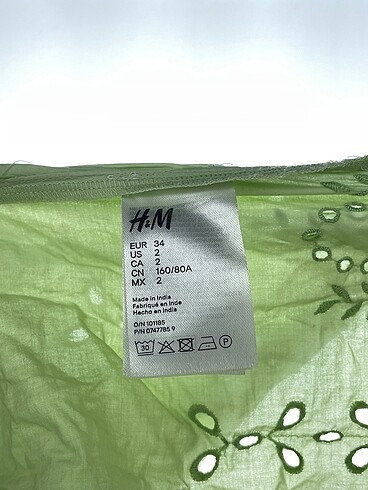 H&M
EUR 34
US 2
CA 2
CN 160/80A
MX 2
Made in India
Fabriqué en Inde
Hecho en India
O/N 101185
P/N 0747785 9
30
P